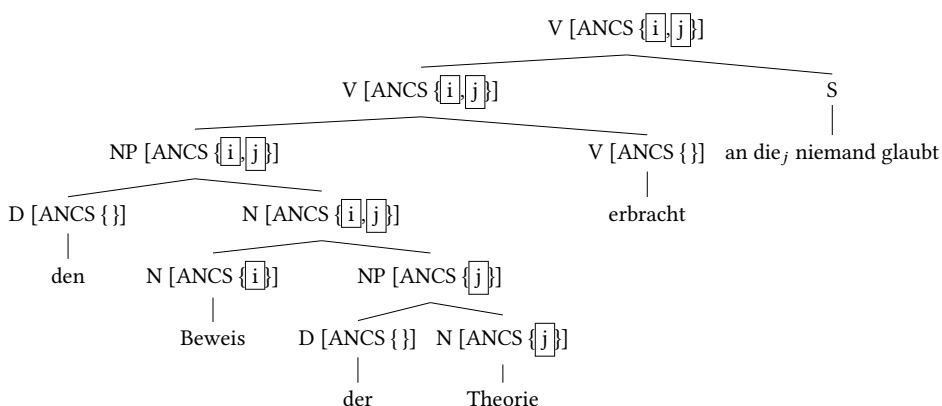 V [ANCS {i,j}]
V [ANCS {i,j}] S
NP [ANCS {i,j}] V [ANCS { }] an die_j niemand glaubt
D [ANCS { }] N [ANCS {i,j}] erbracht
den N [ANCS {i}] NP [ANCS {j}]
Beweis D [ANCS { }] N [ANCS {j}]
der Theorie